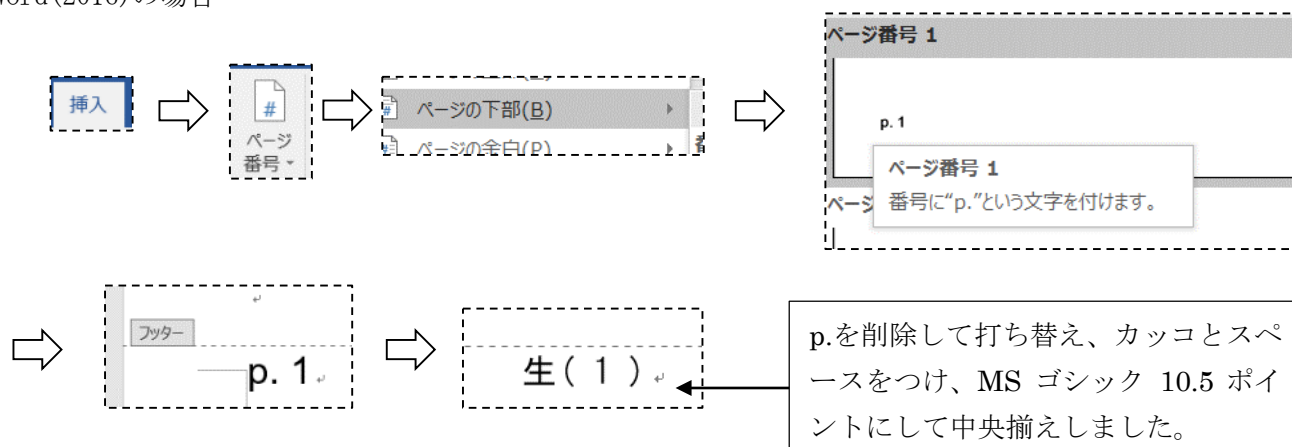 Word(2016)の場合
ページ番号 1
挿入
#
ページ
番号
ページの下部(B)
ページの余白(P)
p. 1
ページ番号 1
番号に“p.”という文字を付けます。
ページ
フッター
p. 1
生( 1 )
p.を削除して打ち替え、カッコとスペ
ースをつけ、MS ゴシック 10.5 ポイ
ントにして中央揃えしました。